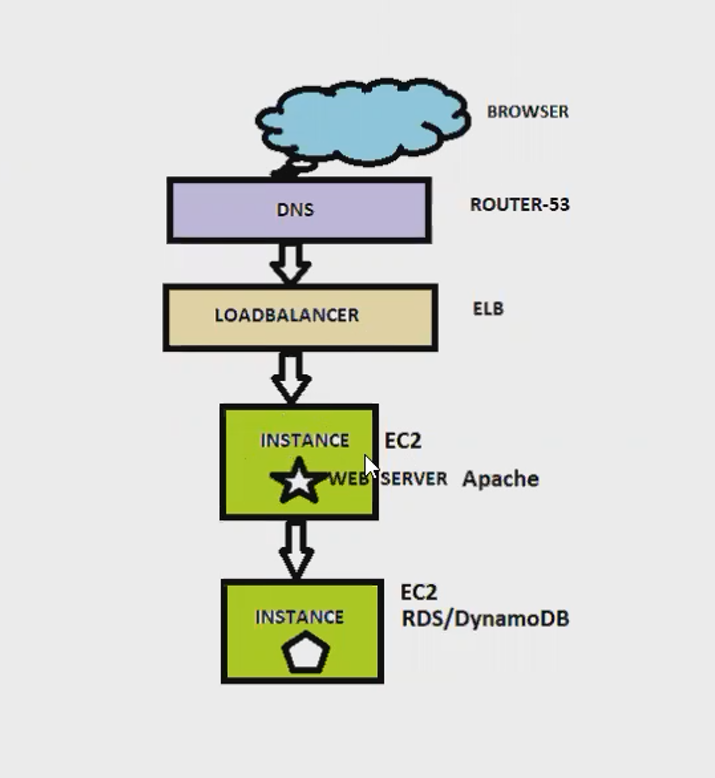 BROWSER
DNS
ROUTER-53
LOADBALANCER
ELB
INSTANCE
EC2
WEB SERVER
Apache
INSTANCE
EC2
RDS/DynamoDB